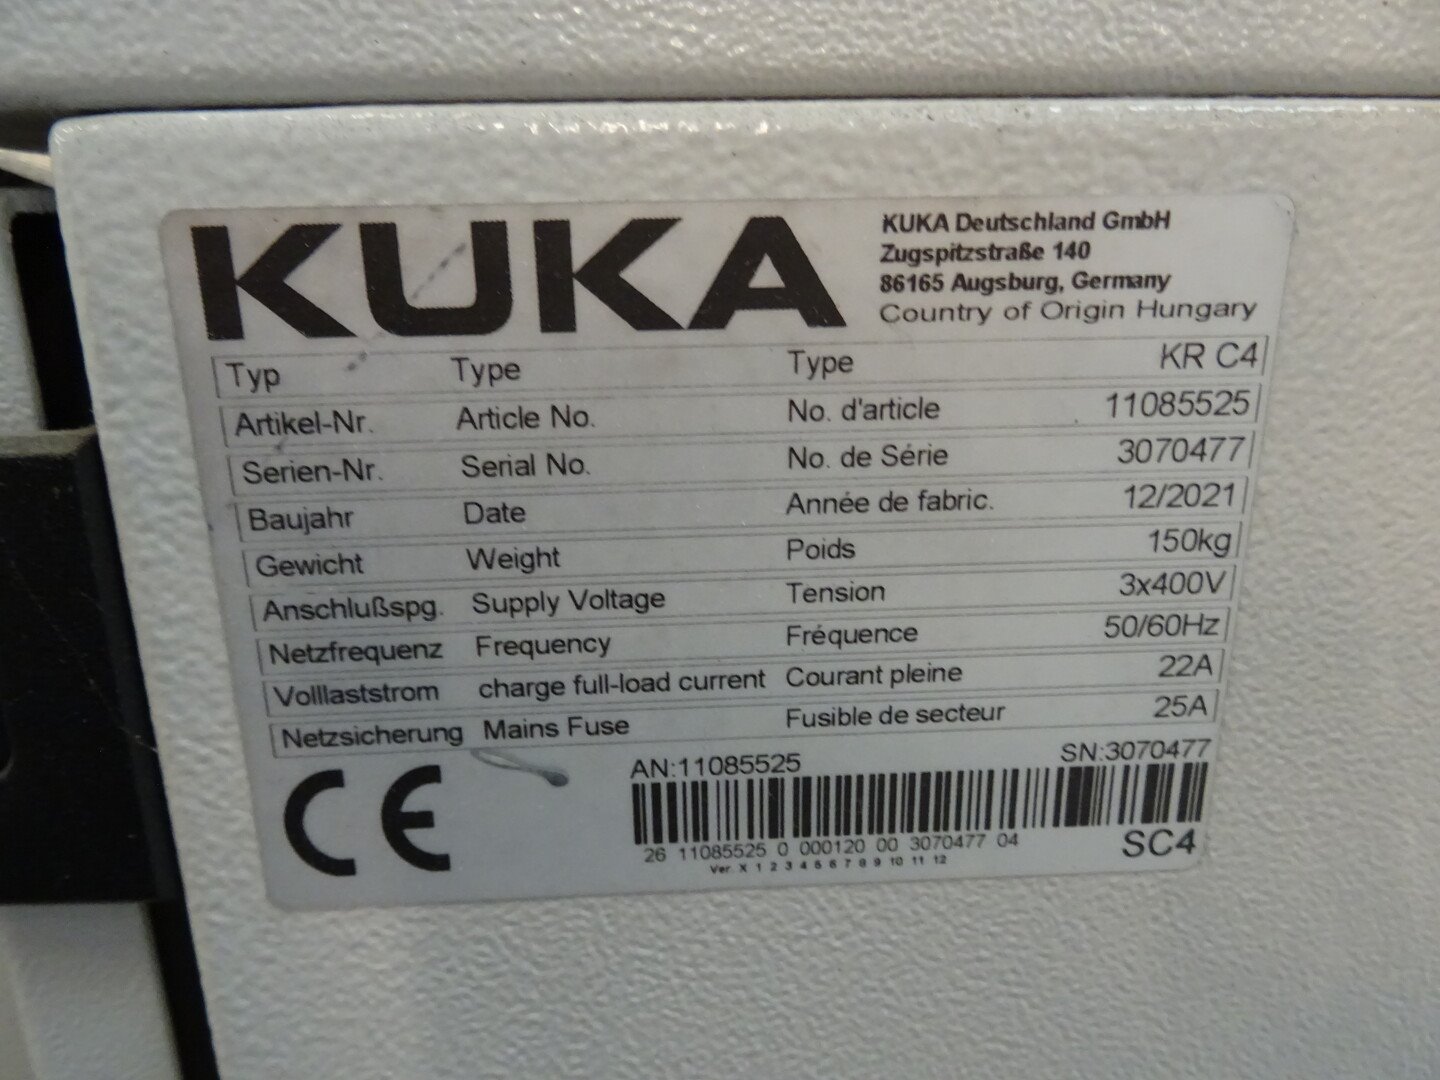 KUKA
KUKA Deutschland GmbH
Zugspitzstraße 140
86165 Augsburg, Germany
Country of Origin Hungary
Typ Type Type KR C4
Artikel-Nr. Article No. No. d'article 11085525
Serien-Nr. Serial No. No. de Série 3070477
Baujahr Date Année de fabric. 12/2021
Gewicht Weight Poids 150kg
Anschlußspg. Supply Voltage Tension 3x400V
Netzfrequenz Frequency Fréquence 50/60Hz
Volllaststrom charge full-load current Courant pleine 22A
Netzsicherung Mains Fuse Fusible de secteur 25A
CE
AN:11085525 SN:3070477
26 11085525 0 000120 00 3070477 04
SC4
Ver. X 1 2 3 4 5 6 7 8 9 10 11 12